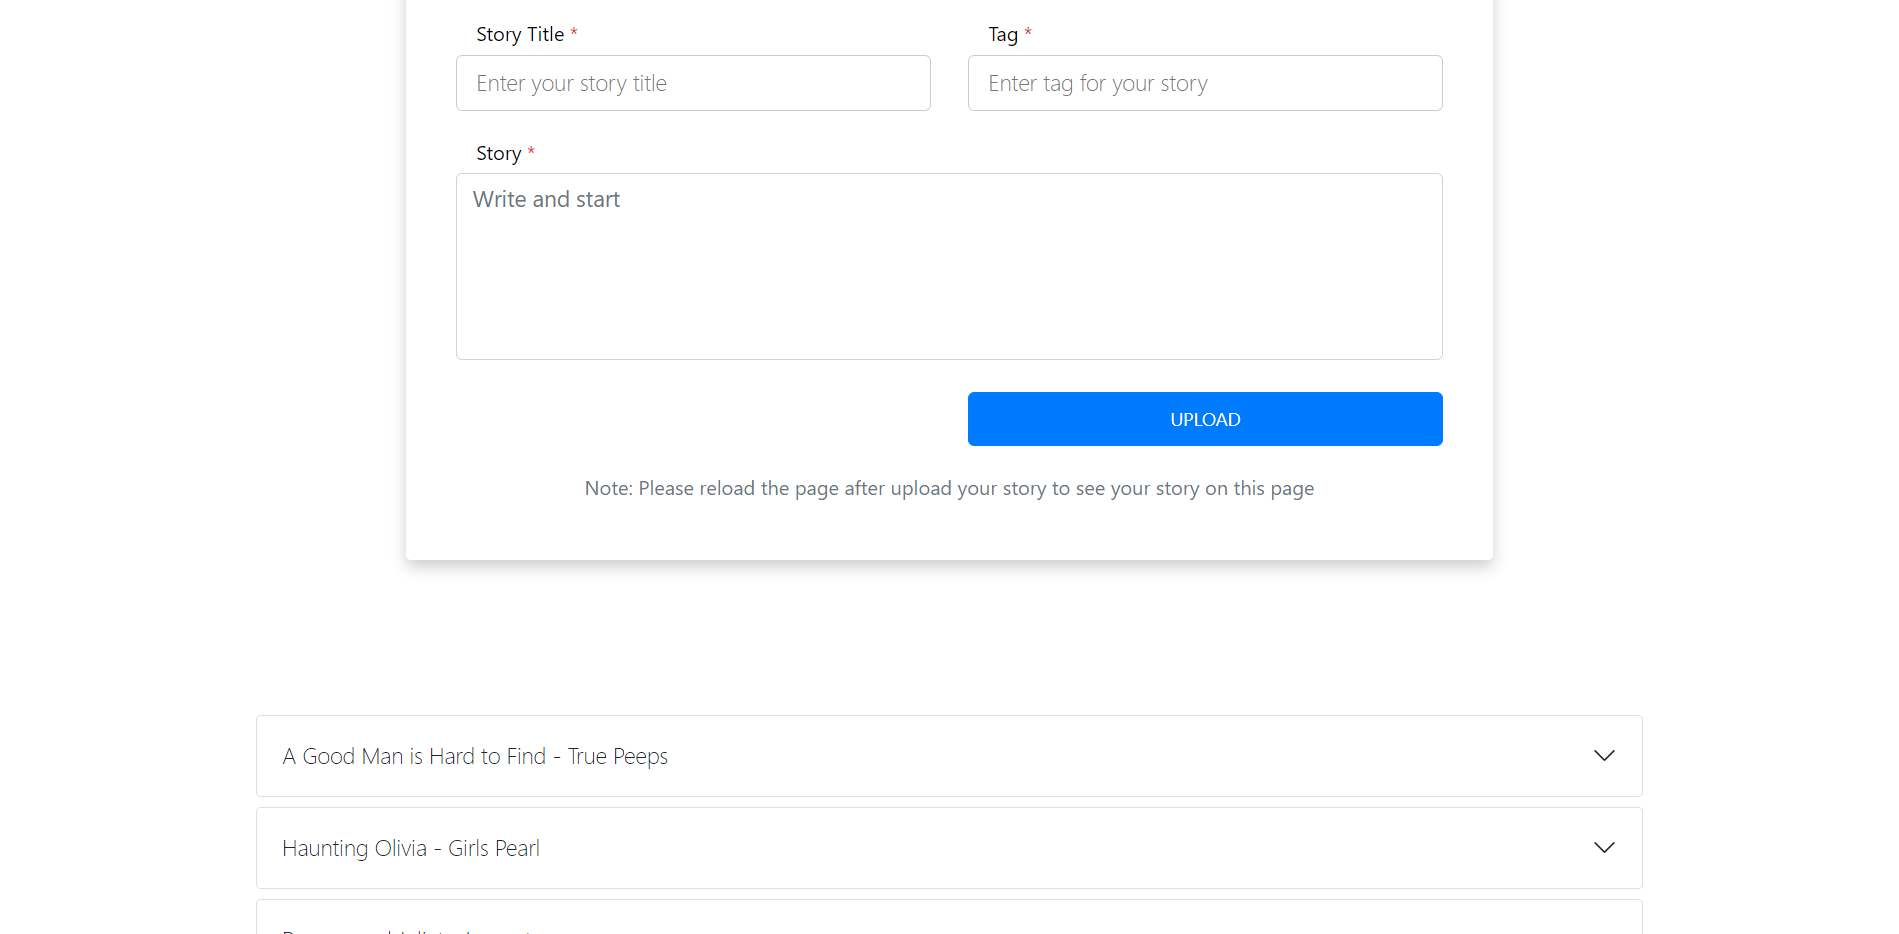 Story Title *
Tag *
Enter your story title
Enter tag for your story
Story *
Write and start
UPLOAD
Note: Please reload the page after upload your story to see your story on this page
A Good Man is Hard to Find - True Peeps
Haunting Olivia - Girls Pearl